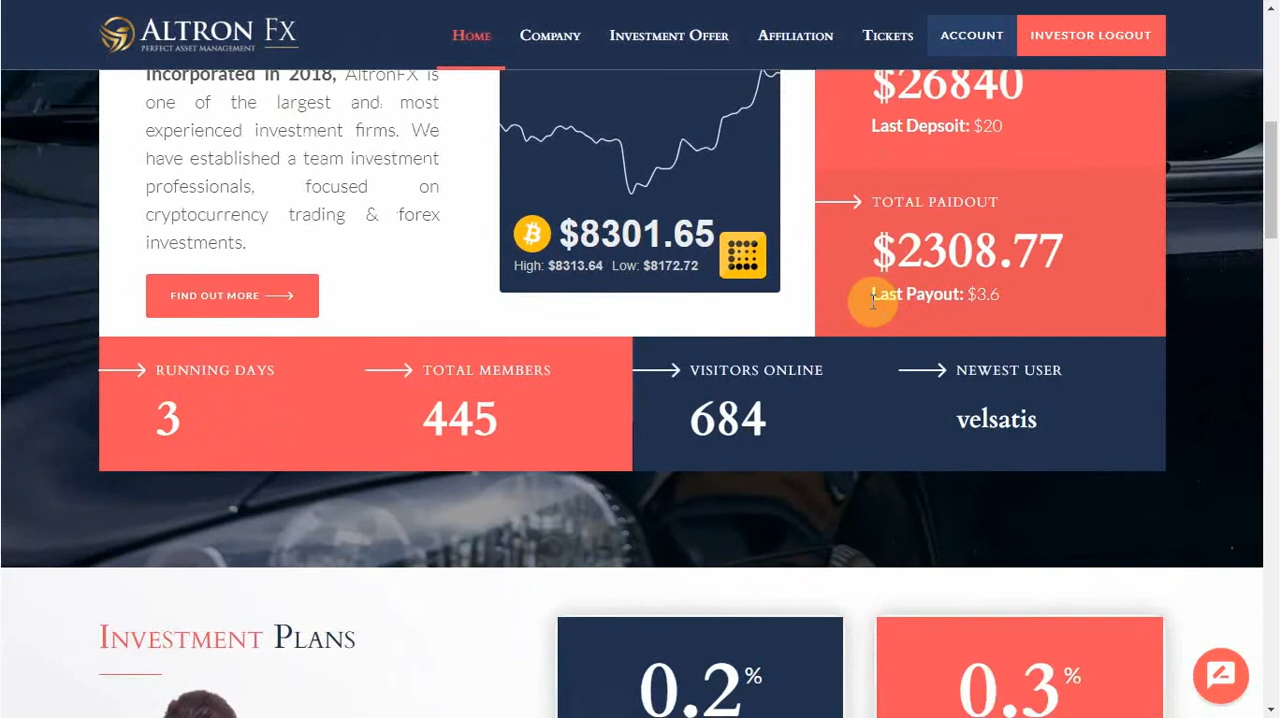 ALTRON FX
PERFECT ASSET MANAGEMENT
HOME
COMPANY
INVESTMENT OFFER
AFFILIATION
TICKETS
ACCOUNT
INVESTOR LOGOUT
Incorporated in 2018, AltronFX is
one of the largest and most
experienced investment firms. We
have established a team investment
professionals, focused on
cryptocurrency trading & forex
investments.
FIND OUT MORE
$8301.65
High: $8313.64 Low: $8172.72
$26840
Last Depsoit: $20
TOTAL PAIDOUT
$2308.77
Last Payout: $3.6
RUNNING DAYS
3
TOTAL MEMBERS
445
VISITORS ONLINE
684
NEWEST USER
velsatis
INVESTMENT PLANS
0.2%
0.3%